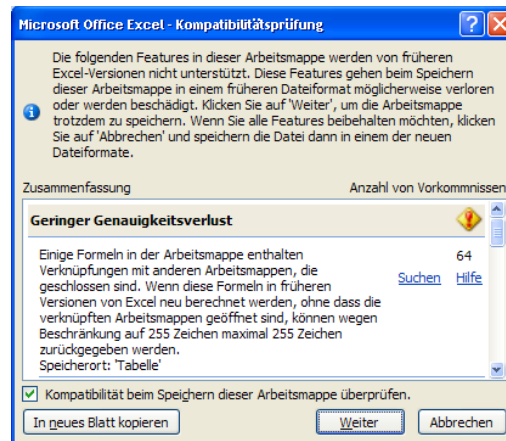 Microsoft Office Excel - Kompatibilitätsprüfung
Die folgenden Features in dieser Arbeitsmappe werden von früheren
Excel-Versionen nicht unterstützt. Diese Features gehen beim Speichern
dieser Arbeitsmappe in einem früheren Dateiformat möglicherweise verloren
oder werden beschädigt. Klicken Sie auf 'Weiter', um die Arbeitsmappe
trotzdem zu speichern. Wenn Sie alle Features beibehalten möchten, klicken
Sie auf 'Abbrechen' und speichern die Datei dann in einem der neuen
Dateiformate.
Zusammenfassung Anzahl von Vorkommnissen
Geringer Genauigkeitsverlust
Einige Formeln in der Arbeitsmappe enthalten 64
Verknüpfungen mit anderen Arbeitsmappen, die Suchen Hilfe
geschlossen sind. Wenn diese Formeln in früheren
Versionen von Excel neu berechnet werden, ohne dass die
verknüpften Arbeitsmappen geöffnet sind, können wegen
Beschränkung auf 255 Zeichen maximal 255 Zeichen
zurückgegeben werden.
Speicherort: 'Tabelle'
Kompatibilität beim Speichern dieser Arbeitsmappe überprüfen.
In neues Blatt kopieren Weiter Abbrechen